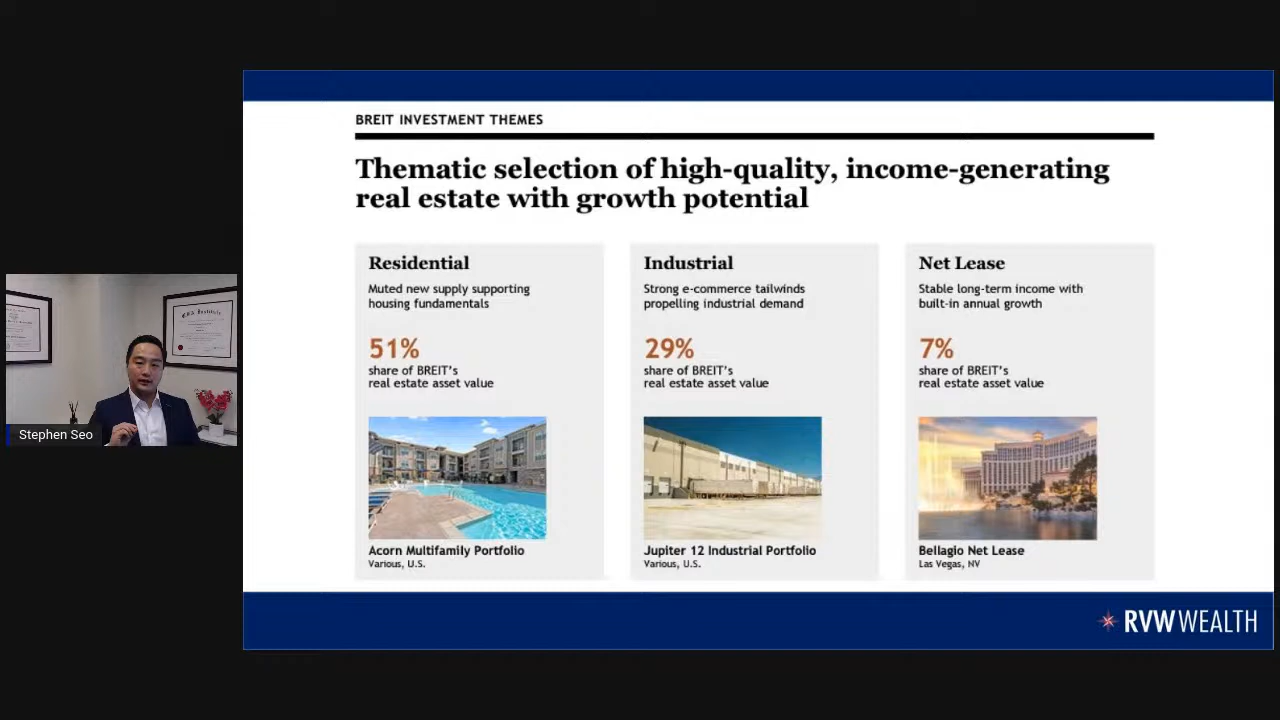 BREIT INVESTMENT THEMES
Thematic selection of high-quality, income-generating
real estate with growth potential
Residential
Muted new supply supporting
housing fundamentals
51%
share of BREIT's
real estate asset value
Acorn Multifamily Portfolio
Various, U.S.
Industrial
Strong e-commerce tailwinds
propelling industrial demand
29%
share of BREIT's
real estate asset value
Jupiter 12 Industrial Portfolio
Various, U.S.
Net Lease
Stable long-term income with
built-in annual growth
7%
share of BREIT's
real estate asset value
Bellagio Net Lease
Las Vegas, NV
Stephen Seo
RVW WEALTH